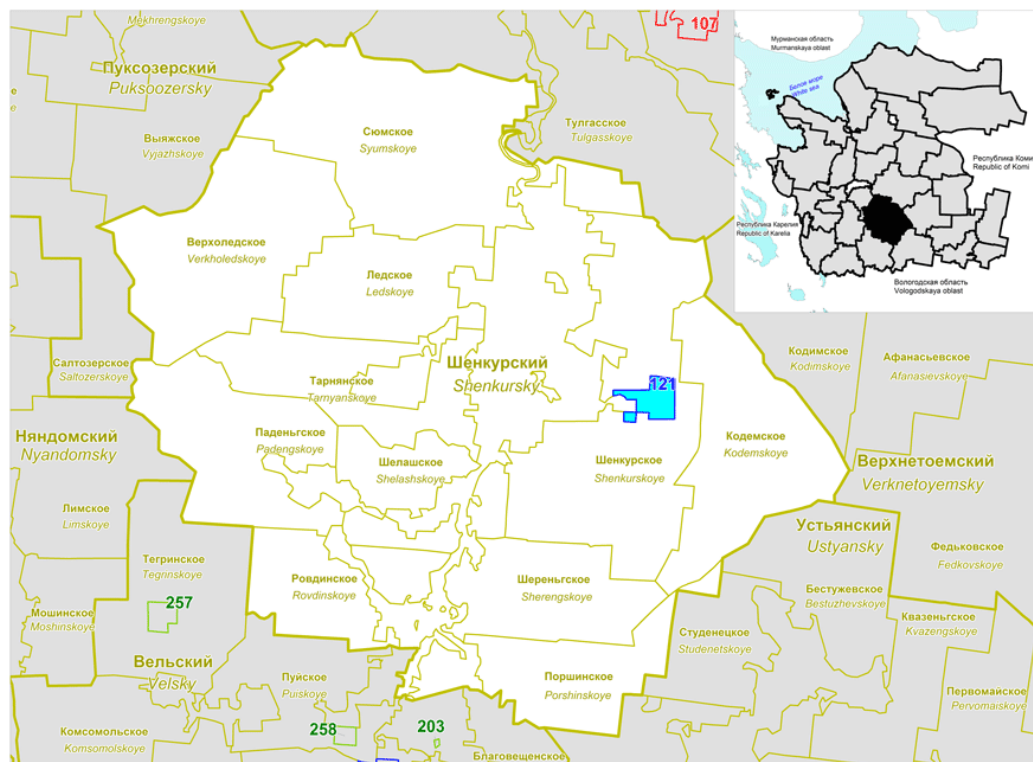 Мехренгское
Mekhrengskoye
107
Пуксозерский
Puksoozersky
Выяжское
Vyjazhskoye
Сюмское
Syumskoye
Тулгасское
Tulgasskoye
Мурманская область
Murmanskaya oblast
Белое море
White sea
Республика Коми
Republic of Komi
Республика Карелия
Republic of Karelia
Вологодская область
Vologodskaya oblast
Верхоледское
Verkholedskoye
Ледское
Ledskoye
Шенкурский
Shenkursky
Салтозерское
Saltozerskoye
Тарнянское
Tarnyanskoye
121
Кодимское
Kodimskoye
Афанасьевское
Afanasievskoye
Няндомский
Nyandomsky
Паденьгское
Padengskoye
Шелашское
Shelashskoye
Шенкурское
Shenkurskoye
Кодемское
Kodemskoye
Верхнетоемский
Verknetoyemsky
Лимское
Limskoye
Устьянский
Ustyansky
Федьковское
Fedkovskoye
Тегринское
Tegrinskoye
257
Ровдинское
Rovdinskoye
Шереньгское
Sherengskoye
Бестужевское
Bestuzhevskoye
Мошинское
Moshinskoye
Квазеньгское
Kvazengskoye
Студенецкое
Studenetskoye
Вельский
Velsky
Пуйское
Puiskoye
Поршинское
Porshinskoye
Первомайское
Pervomaiskoye
Комсомольское
Komsomolskoye
258
203
Благовещенское